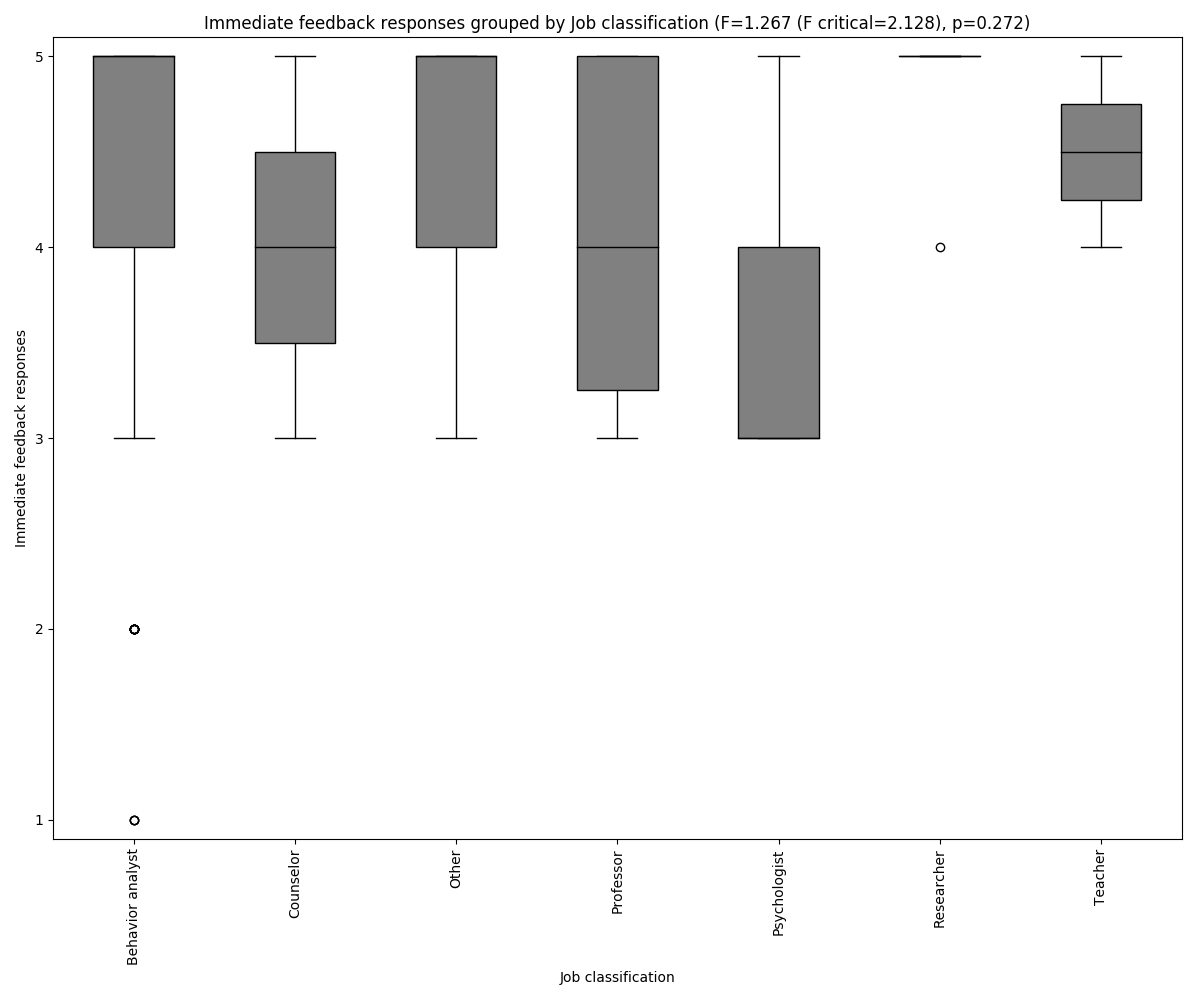 Immediate feedback responses grouped by Job classification (F=1.267 (F critical=2.128), p=0.272)
Immediate feedback responses
5
4
3
2
1
Behavior analyst
Counselor
Other
Professor
Psychologist
Researcher
Teacher
Job classification